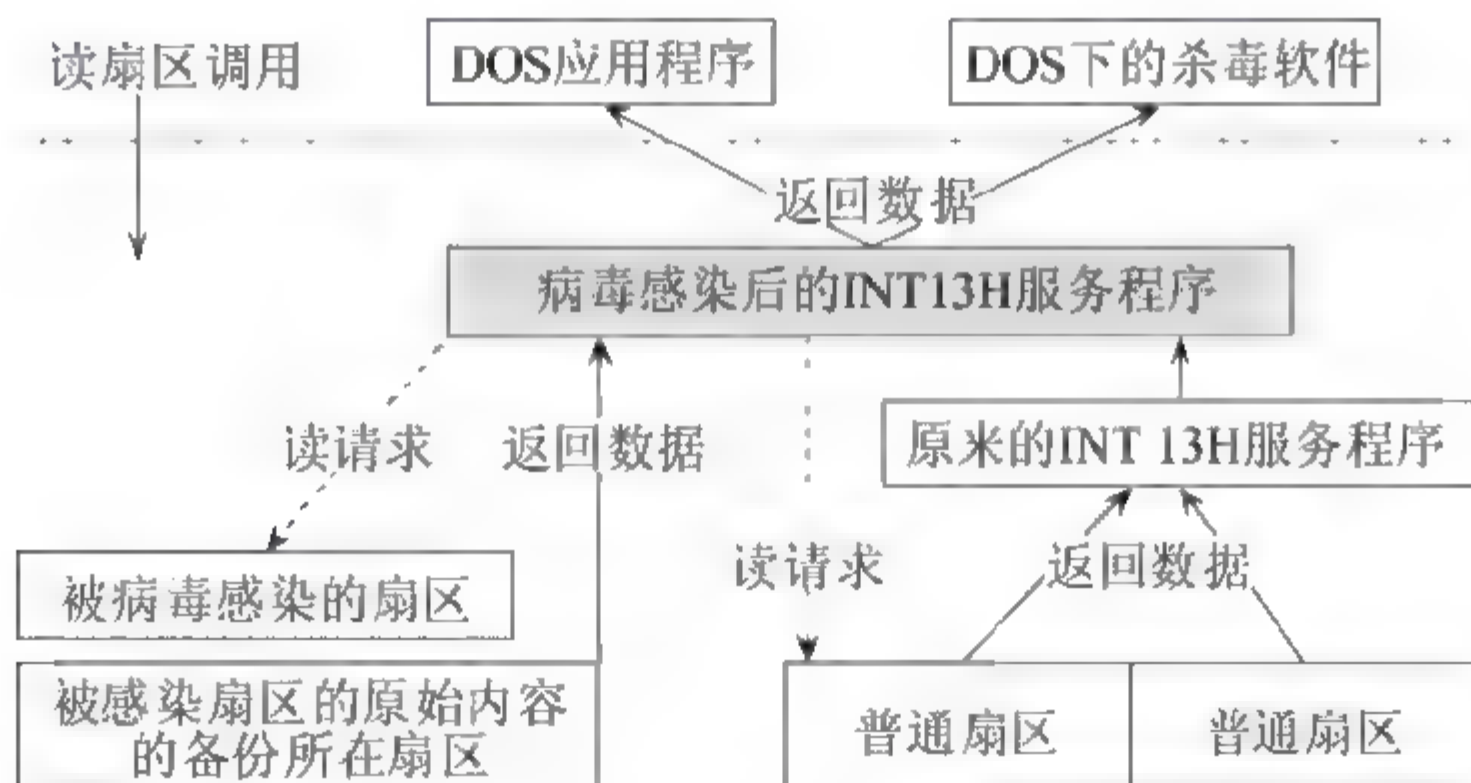 读扇区调用
DOS应用程序
DOS下的杀毒软件
返回数据
病毒感染后的INT13H服务程序
读请求
返回数据
原来的INT 13H服务程序
读请求
返回数据
被病毒感染的扇区
被感染扇区的原始内容
的备份所在扇区
普通扇区
普通扇区